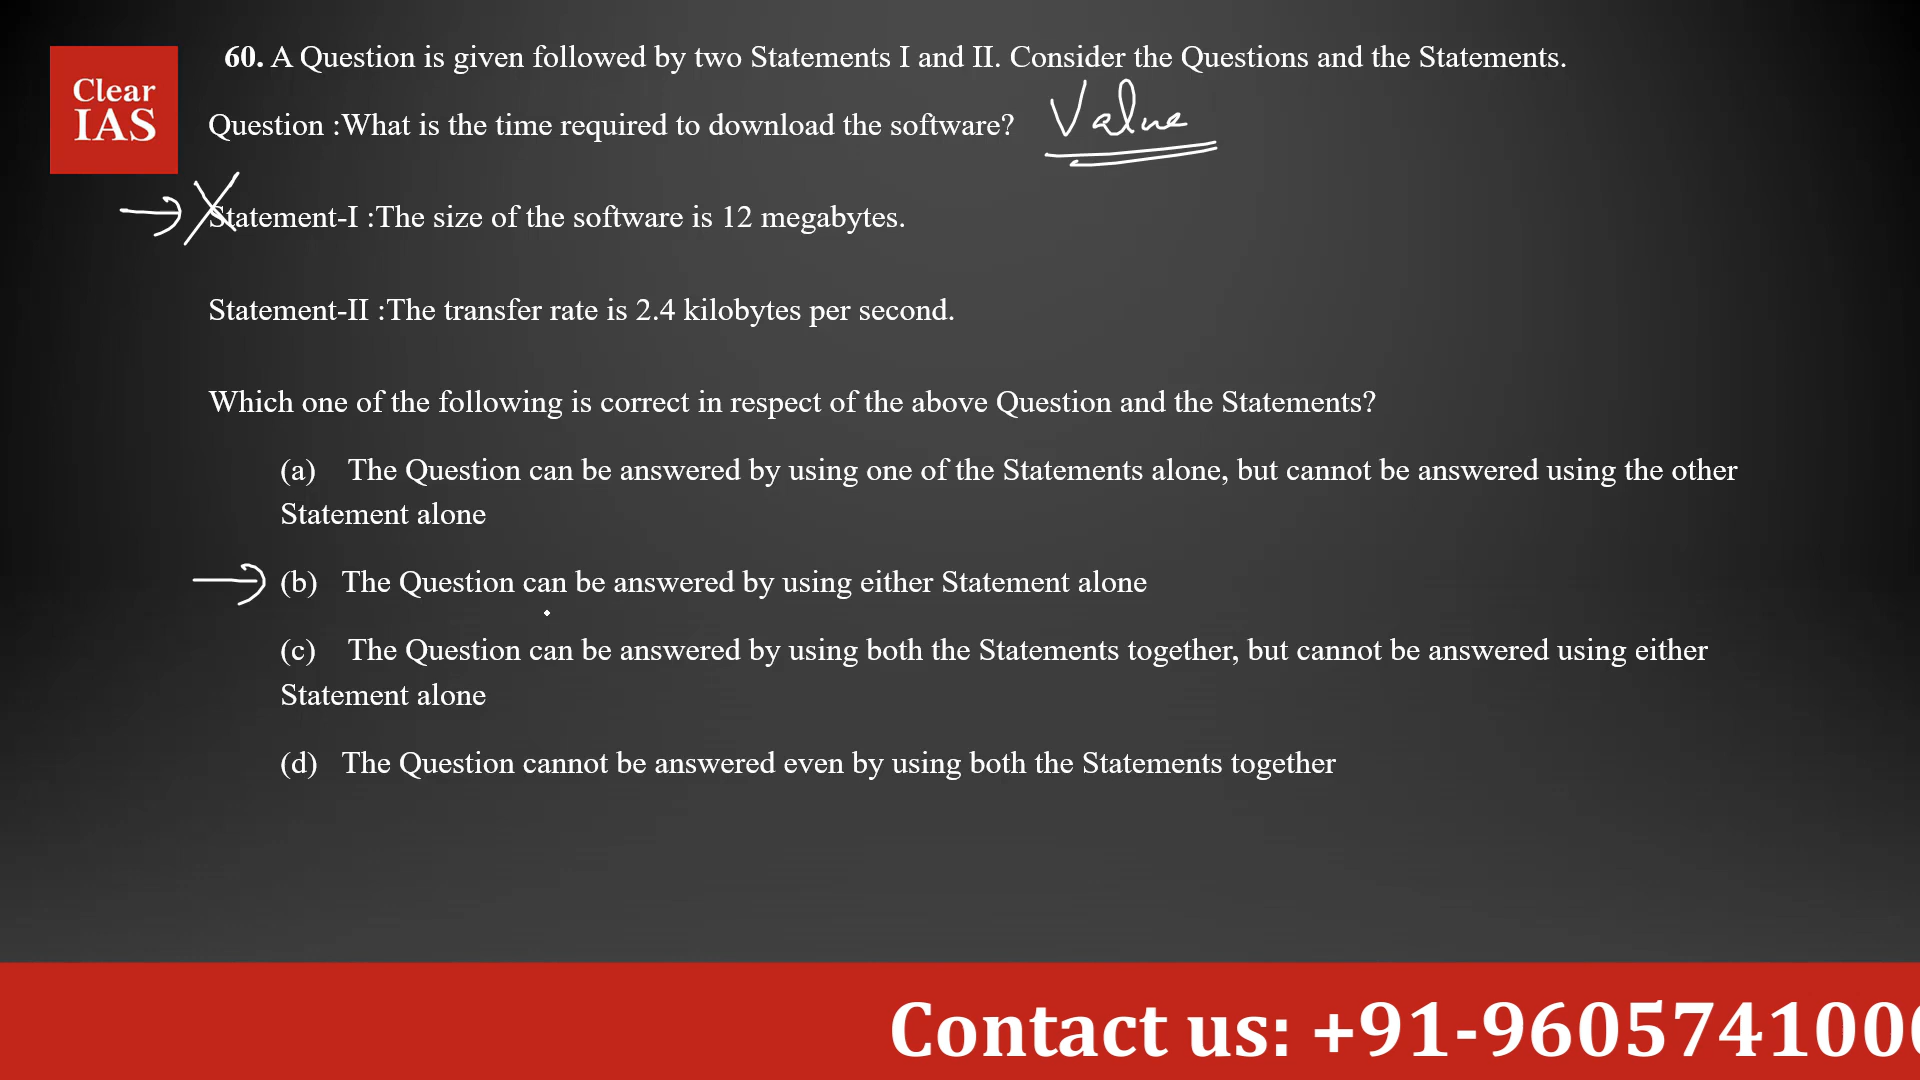 Clear
IAS
60. A Question is given followed by two Statements I and II. Consider the Questions and the Statements.
Question :What is the time required to download the software? Value
Statement-I :The size of the software is 12 megabytes.
Statement-II :The transfer rate is 2.4 kilobytes per second.
Which one of the following is correct in respect of the above Question and the Statements?
(a) The Question can be answered by using one of the Statements alone, but cannot be answered using the other
Statement alone
(b) The Question can be answered by using either Statement alone
(c) The Question can be answered by using both the Statements together, but cannot be answered using either
Statement alone
(d) The Question cannot be answered even by using both the Statements together
Contact us: +91-960574100